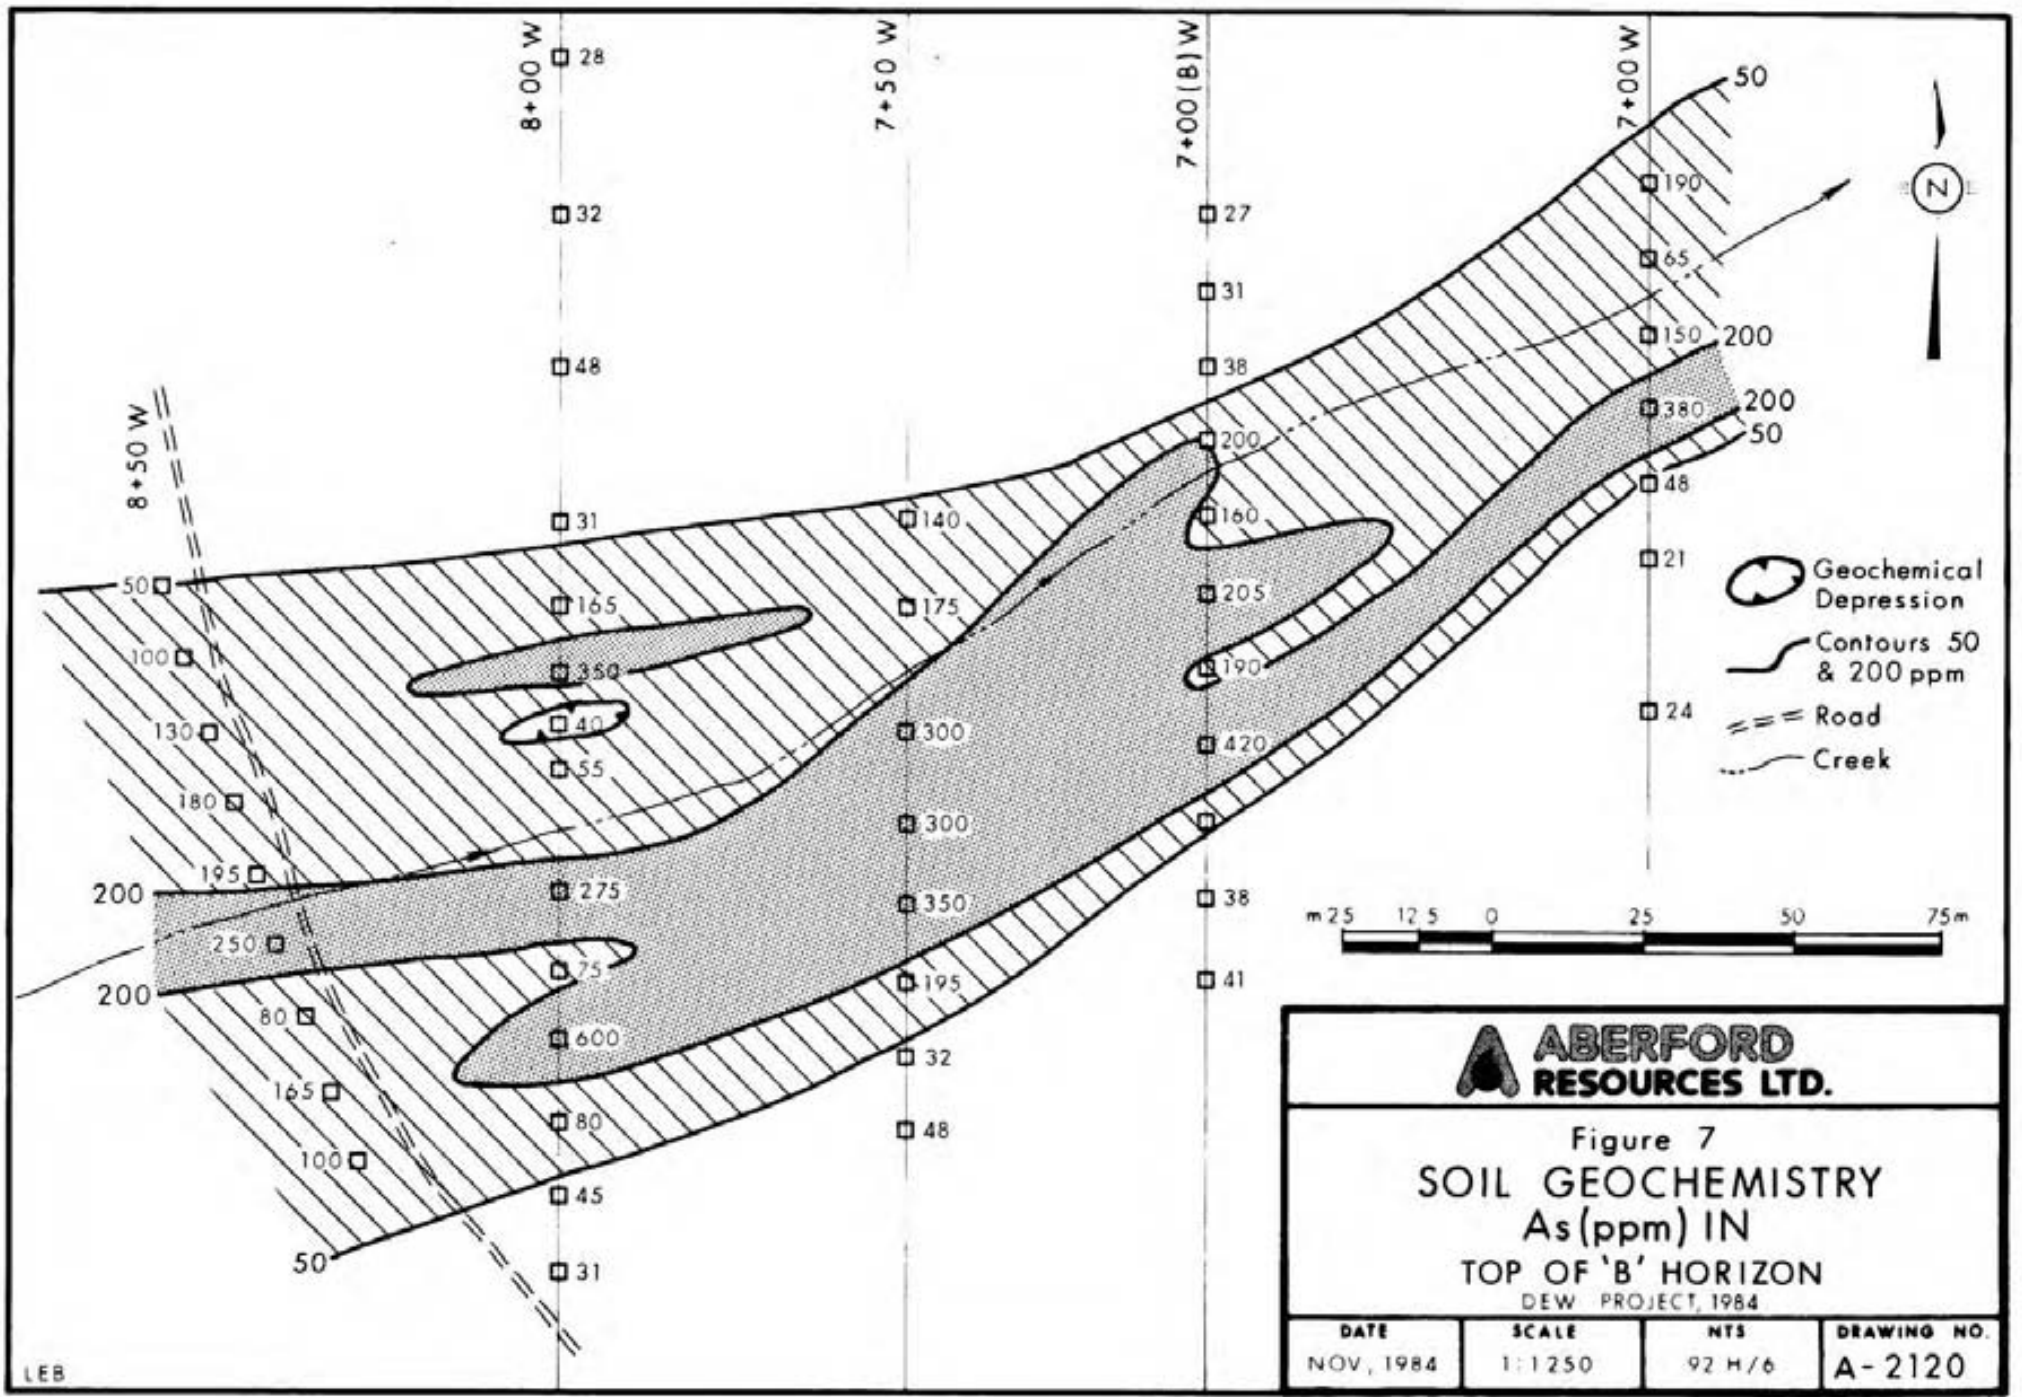 8+00 W
7+50 W
7+00(B)W
7+00 W
8+50 W
28
32
48
31
165
350
40
55
275
75
600
80
45
31
140
175
300
300
350
195
32
48
27
31
38
200
160
205
190
420
38
41
190
65
150
380
48
21
24
50
100
130
180
195
250
80
165
100
50
200
200
50
200
200
50
N
Geochemical
Depression
Contours 50
& 200 ppm
Road
Creek
m 25 12 5 0 25 50 75m
ABERFORD
RESOURCES LTD.
Figure 7
SOIL GEOCHEMISTRY
As (ppm) IN
TOP OF 'B' HORIZON
DEW PROJECT, 1984
DATE SCALE NTS DRAWING NO.
NOV, 1984 1:1250 92 H/6 A-2120
LEB